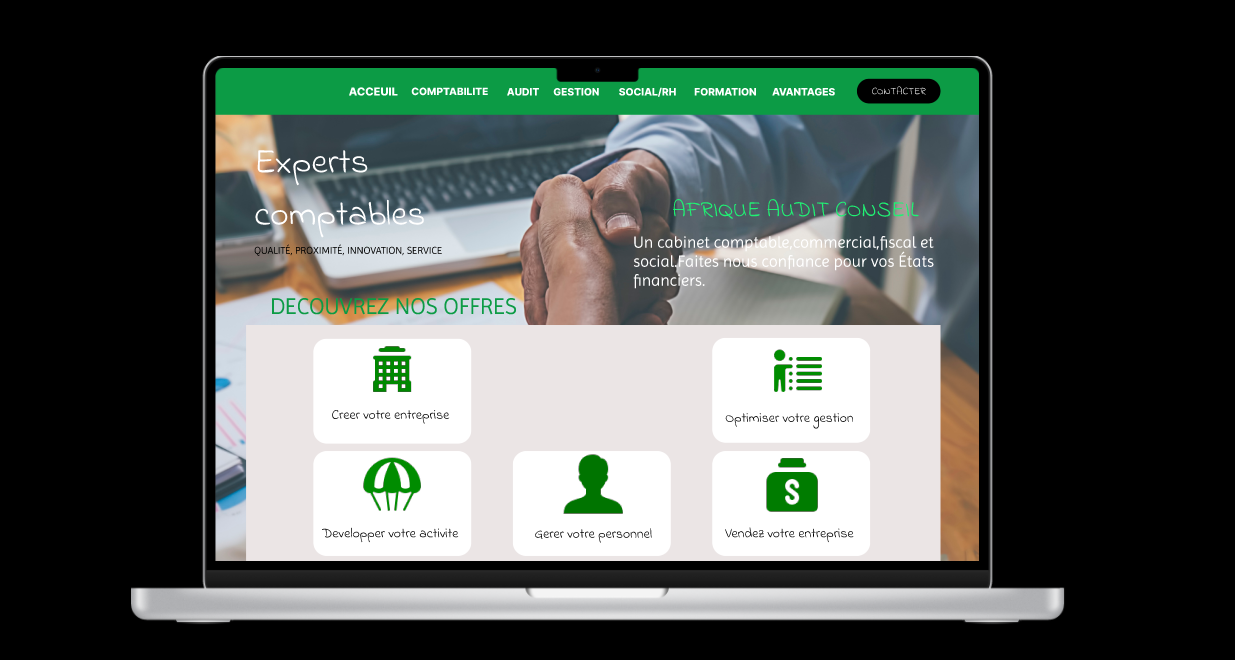 ACCEUIL COMPTABILITE AUDIT GESTION SOCIAL/RH FORMATION AVANTAGES CONTACTER
Experts
comptables
QUALITÉ, PROXIMITÉ, INNOVATION, SERVICE
AFRIQUE AUDIT CONSEIL
Un cabinet comptable,commercial,fiscal et
social.Faites nous confiance pour vos États
financiers.
DECOUVREZ NOS OFFRES
Creer votre entreprise
Optimiser votre gestion
Developper votre activite
Gerer votre personnel
S
Vendez votre entreprise